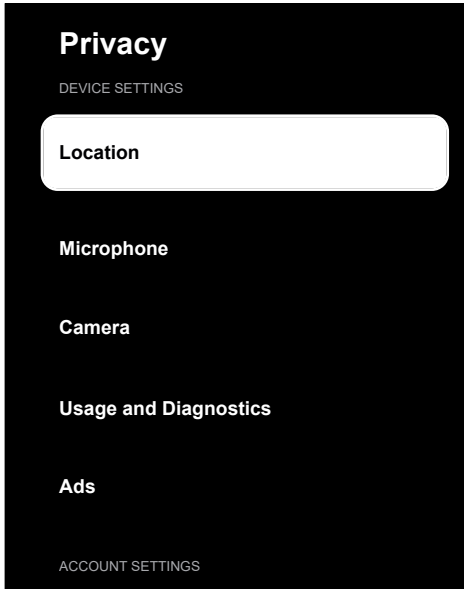 Privacy
DEVICE SETTINGS
Location
Microphone
Camera
Usage and Diagnostics
Ads
ACCOUNT SETTINGS